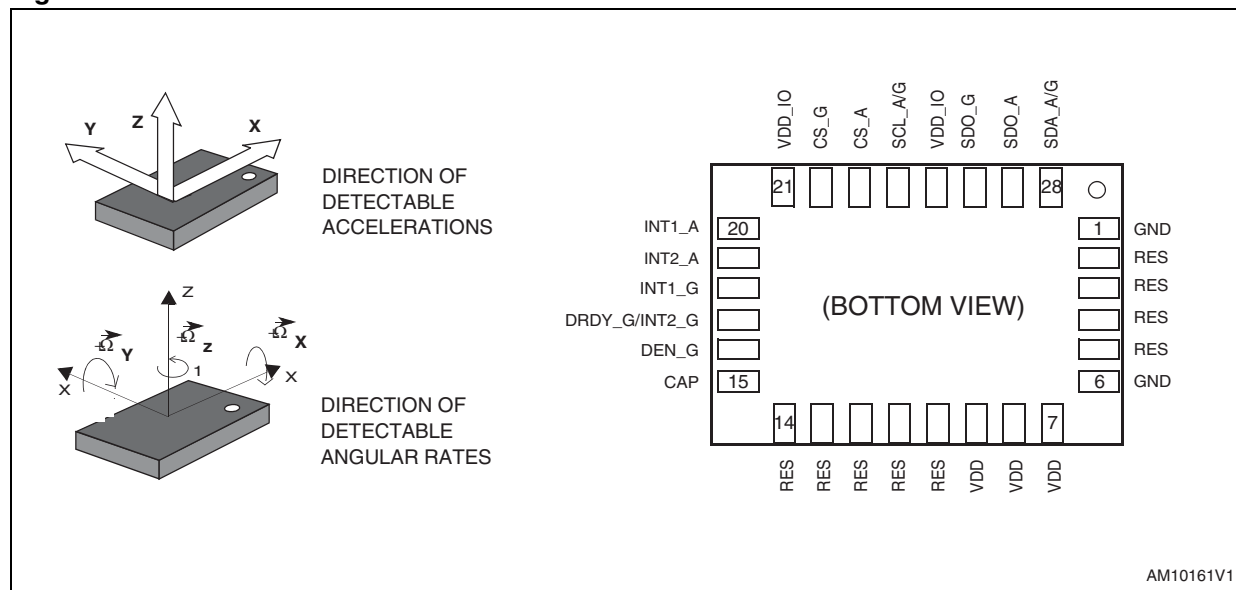 Z
Y
X
DIRECTION OF
DETECTABLE
ACCELERATIONS
Z
Ω
Y
Ω
z
Ω
X
1
X
X
DIRECTION OF
DETECTABLE
ANGULAR RATES
VDD_IO
CS_G
CS_A
SCL_A/G
VDD_IO
SDO_G
SDO_A
SDA_A/G
21
28
INT1_A
20
1
GND
INT2_A
RES
INT1_G
RES
DRDY_G/INT2_G
RES
DEN_G
RES
CAP
15
6
GND
(BOTTOM VIEW)
14
7
RES
RES
RES
RES
RES
VDD
VDD
VDD
AM10161V1